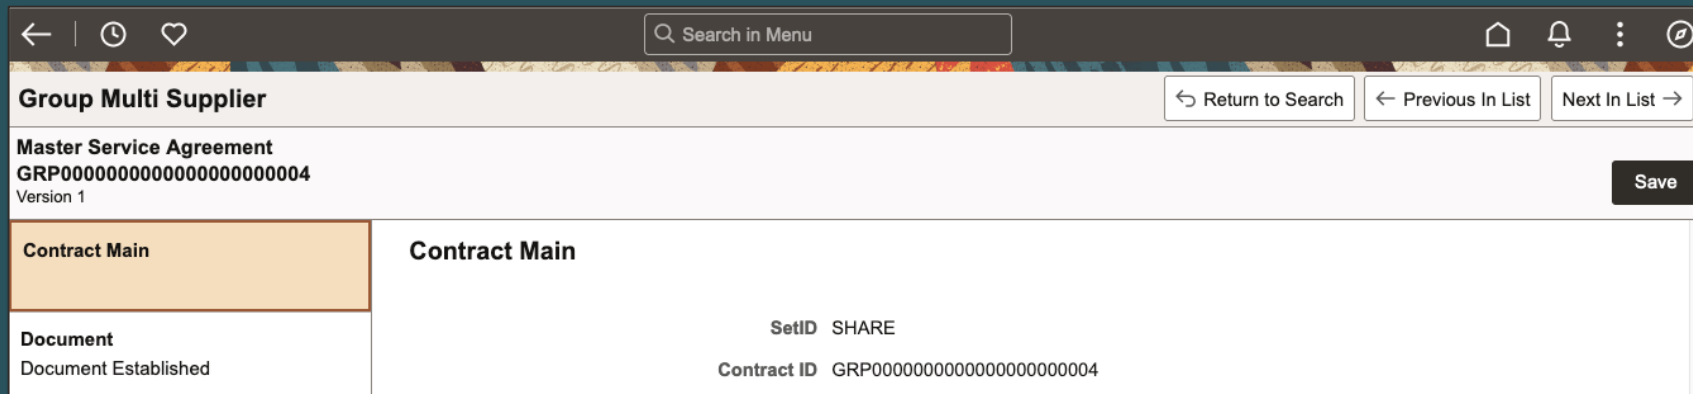 Search in Menu
Group Multi Supplier
Return to Search
Previous In List
Next In List
Master Service Agreement
GRP0000000000000000000004
Version 1
Save
Contract Main
Document
Document Established
Contract Main
SetID SHARE
Contract ID GRP0000000000000000000004